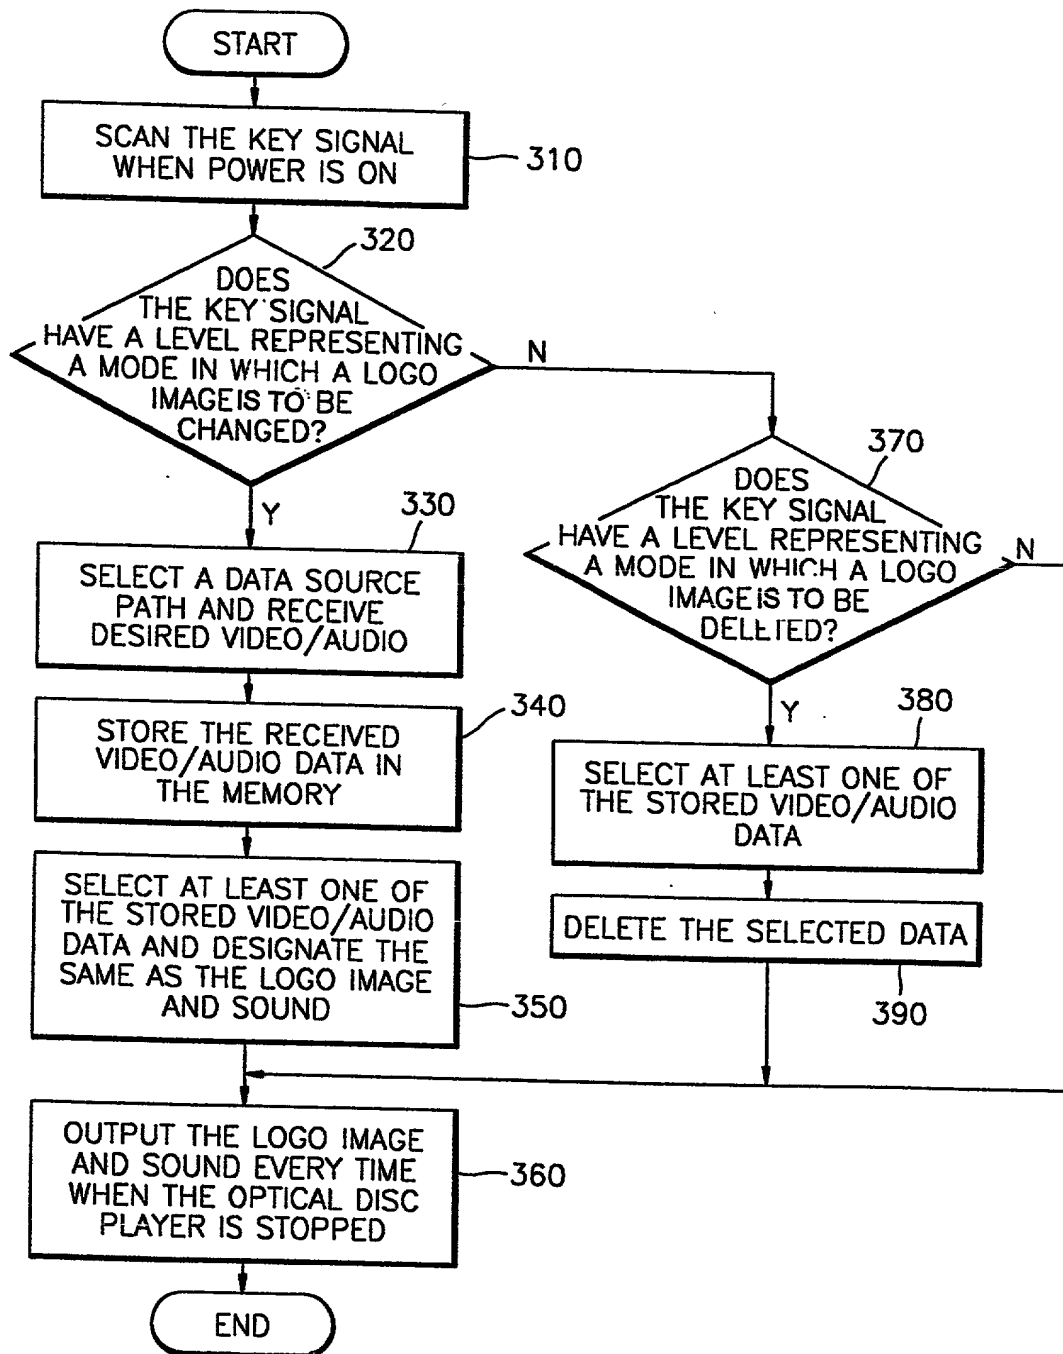 START
SCAN THE KEY SIGNAL
WHEN POWER IS ON
310
320
DOES
THE KEY SIGNAL
HAVE A LEVEL REPRESENTING
A MODE IN WHICH A LOGO
IMAGE IS TO BE
CHANGED?
N
Y
330
SELECT A DATA SOURCE
PATH AND RECEIVE
DESIRED VIDEO/AUDIO
340
STORE THE RECEIVED
VIDEO/AUDIO DATA IN
THE MEMORY
SELECT AT LEAST ONE OF
THE STORED VIDEO/AUDIO
DATA AND DESIGNATE THE
SAME AS THE LOGO IMAGE
AND SOUND
350
370
DOES
THE KEY SIGNAL
HAVE A LEVEL REPRESENTING
A MODE IN WHICH A LOGO
IMAGE IS TO BE
DELETED?
N
Y
380
SELECT AT LEAST ONE OF
THE STORED VIDEO/AUDIO
DATA
DELETE THE SELECTED DATA
390
OUTPUT THE LOGO IMAGE
AND SOUND EVERY TIME
WHEN THE OPTICAL DISC
PLAYER IS STOPPED
360
END